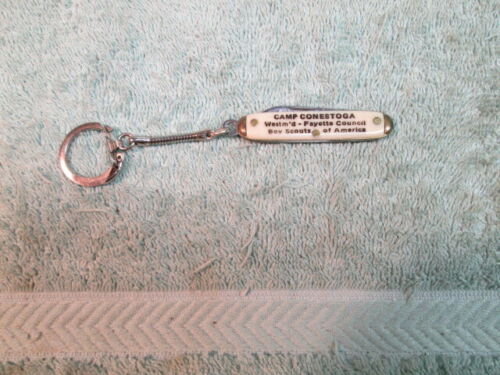 CAMP CONESTOGA
Westm'd - Fayette Council
Boy Scouts of America